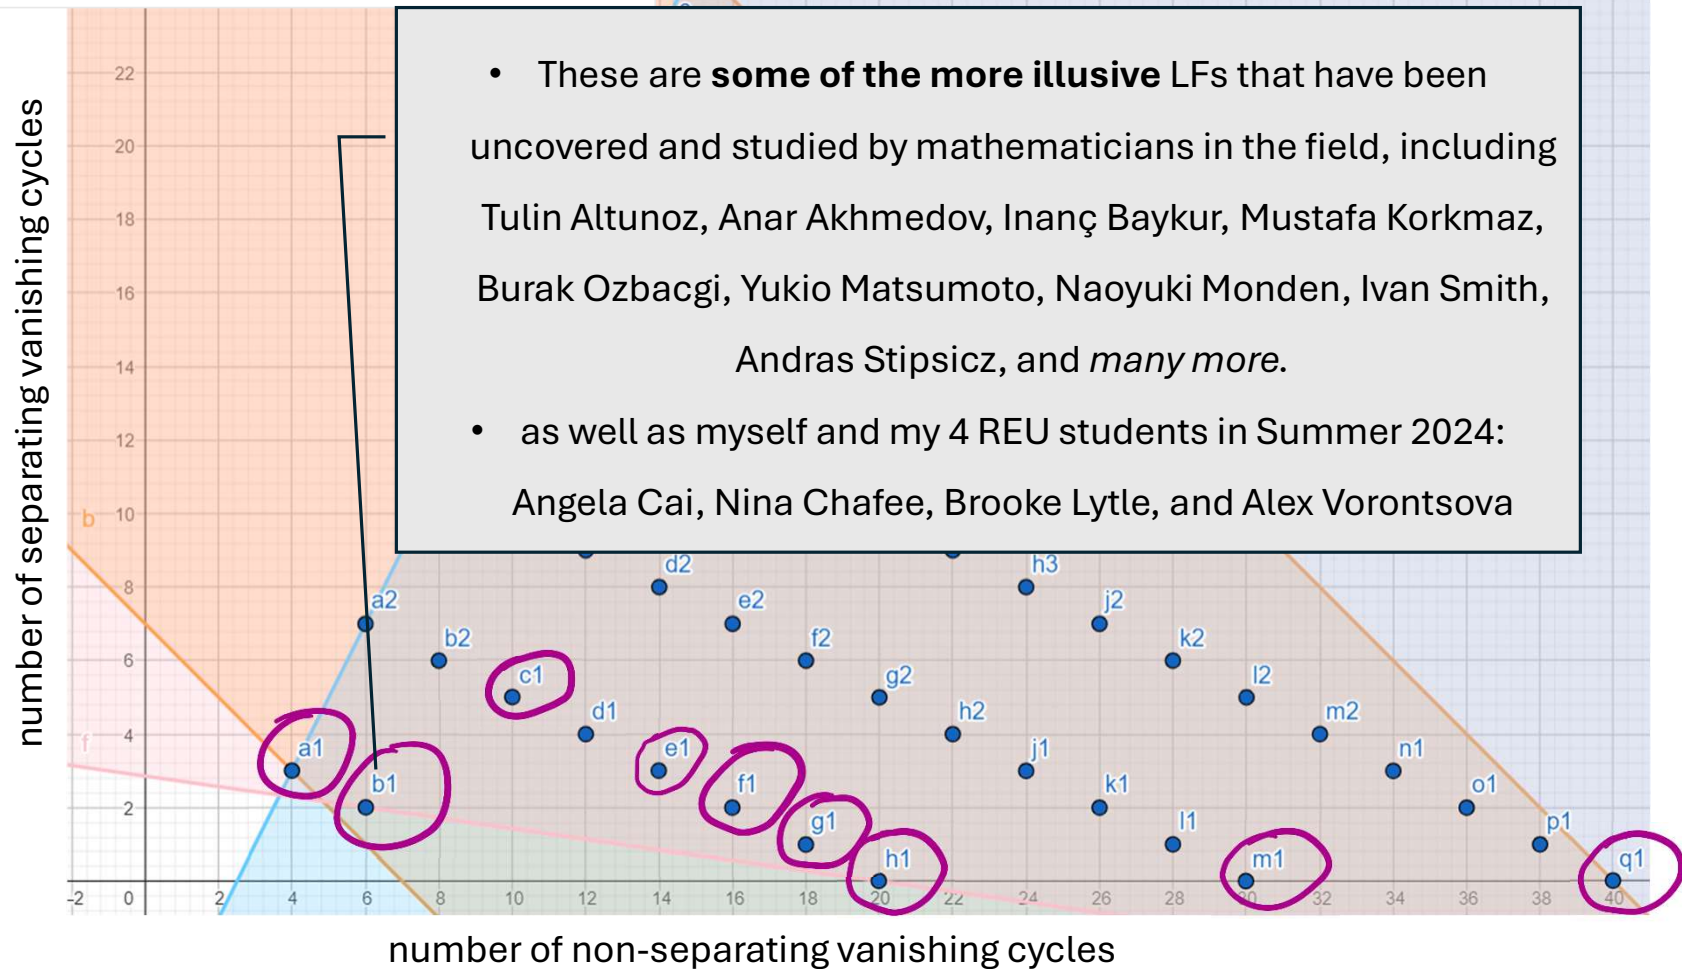 • These are some of the more illusive LFs that have been
uncovered and studied by mathematicians in the field, including
Tulin Altunoz, Anar Akhmedov, Inanç Baykur, Mustafa Korkmaz,
Burak Ozbacgi, Yukio Matsumoto, Naoyuki Monden, Ivan Smith,
Andras Stipsicz, and many more.
• as well as myself and my 4 REU students in Summer 2024:
Angela Cai, Nina Chafee, Brooke Lytle, and Alex Vorontsova
number of separating vanishing cycles
22
20
18
16
14
12
10
b
8
6
4
f
2
d2
h3
a2
e2
j2
b2
f2
k2
c1
g2
l2
d1
h2
m2
a1
e1
j1
n1
b1
f1
k1
o1
g1
l1
p1
h1
m1
q1
-2 0 2 4 6 8 10 12 14 16 18 20 22 24 26 28 30 32 34 36 38 40
number of non-separating vanishing cycles